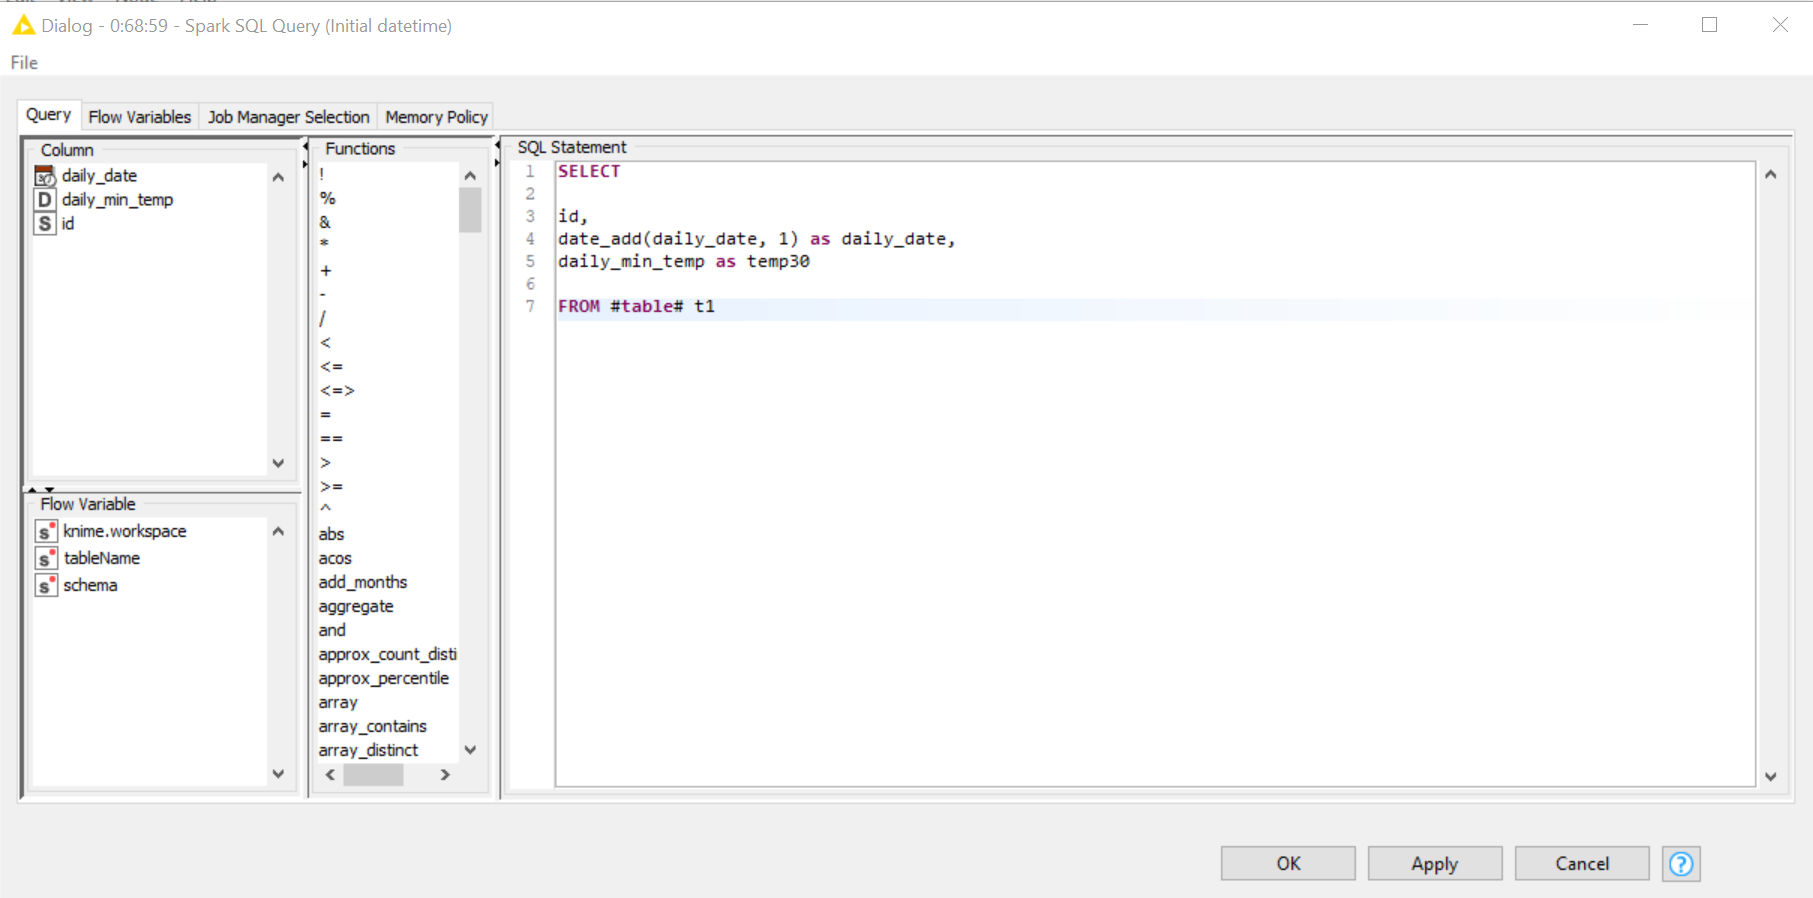 Dialog - 0:68:59 - Spark SQL Query (Initial datetime)
File
Query
Flow Variables
Job Manager Selection
Memory Policy
Column
daily_date
D daily_min_temp
S id
Flow Variable
s knime.workspace
s tableName
s schema
Functions
!
%
&
*
+
-
/
<
<=
<=>
=
==
>
>=
^
abs
acos
add_months
aggregate
and
approx_count_disti
approx_percentile
array
array_contains
array_distinct
SQL Statement
1 SELECT
2
3 id,
4 date_add(daily_date, 1) as daily_date,
5 daily_min_temp as temp30
6
7 FROM #table# t1
OK
Apply
Cancel
?